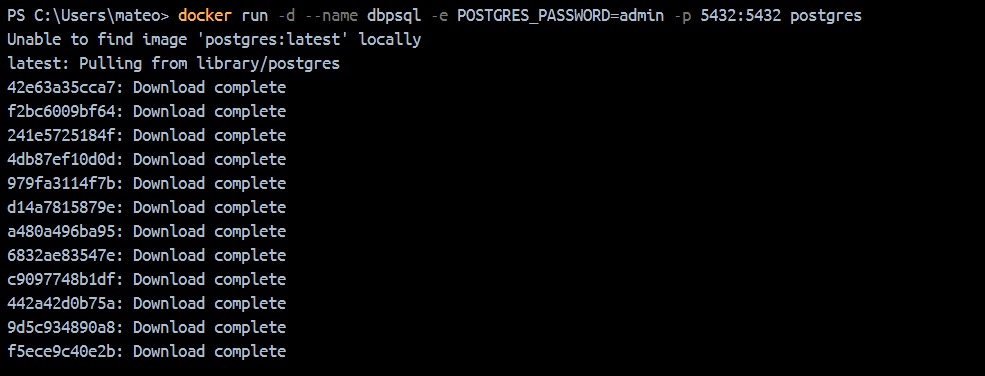 PS C:\Users\mateo> docker run -d --name dbpsql -e POSTGRES_PASSWORD=admin -p 5432:5432 postgres
Unable to find image 'postgres:latest' locally
latest: Pulling from library/postgres
42e63a35cca7: Download complete
f2bc6009bf64: Download complete
241e5725184f: Download complete
4db87ef10d0d: Download complete
979fa3114f7b: Download complete
d14a7815879e: Download complete
a480a496ba95: Download complete
6832ae83547e: Download complete
c9097748b1df: Download complete
442a42d0b75a: Download complete
9d5c934890a8: Download complete
f5ece9c40e2b: Download complete